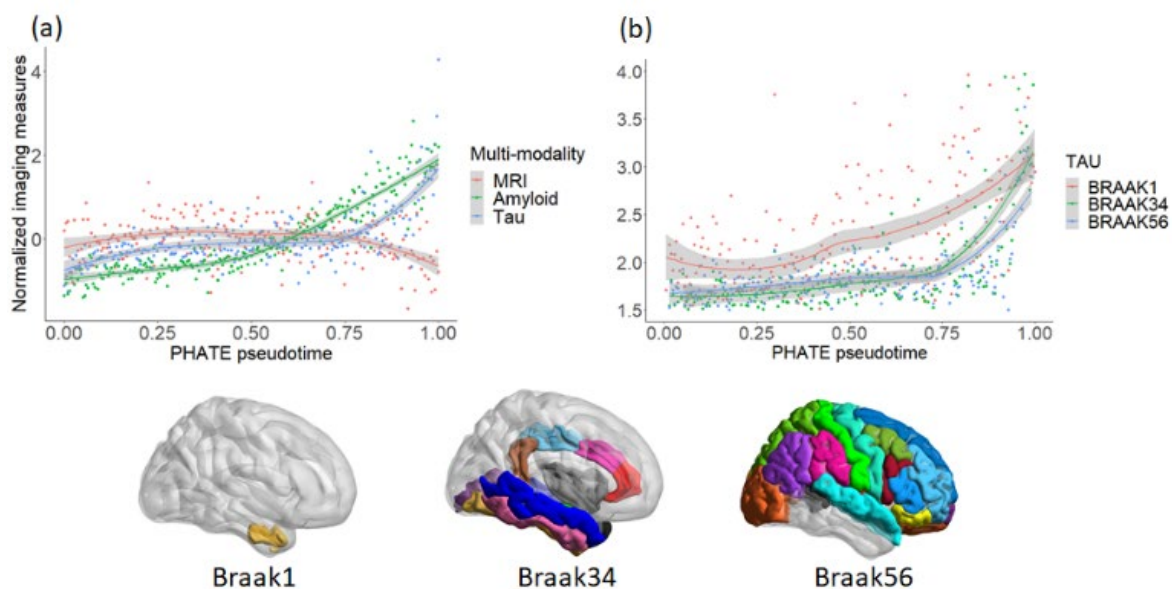 (a)
Normalized imaging measures
4
2
0
0.00 0.25 0.50 0.75 1.00
PHATE pseudotime
Multi-modality
MRI
Amyloid
Tau
(b)
4.0
3.5
3.0
2.5
2.0
1.5
0.00 0.25 0.50 0.75 1.00
PHATE pseudotime
TAU
BRAAK1
BRAAK34
BRAAK56
Braak1 Braak34 Braak56